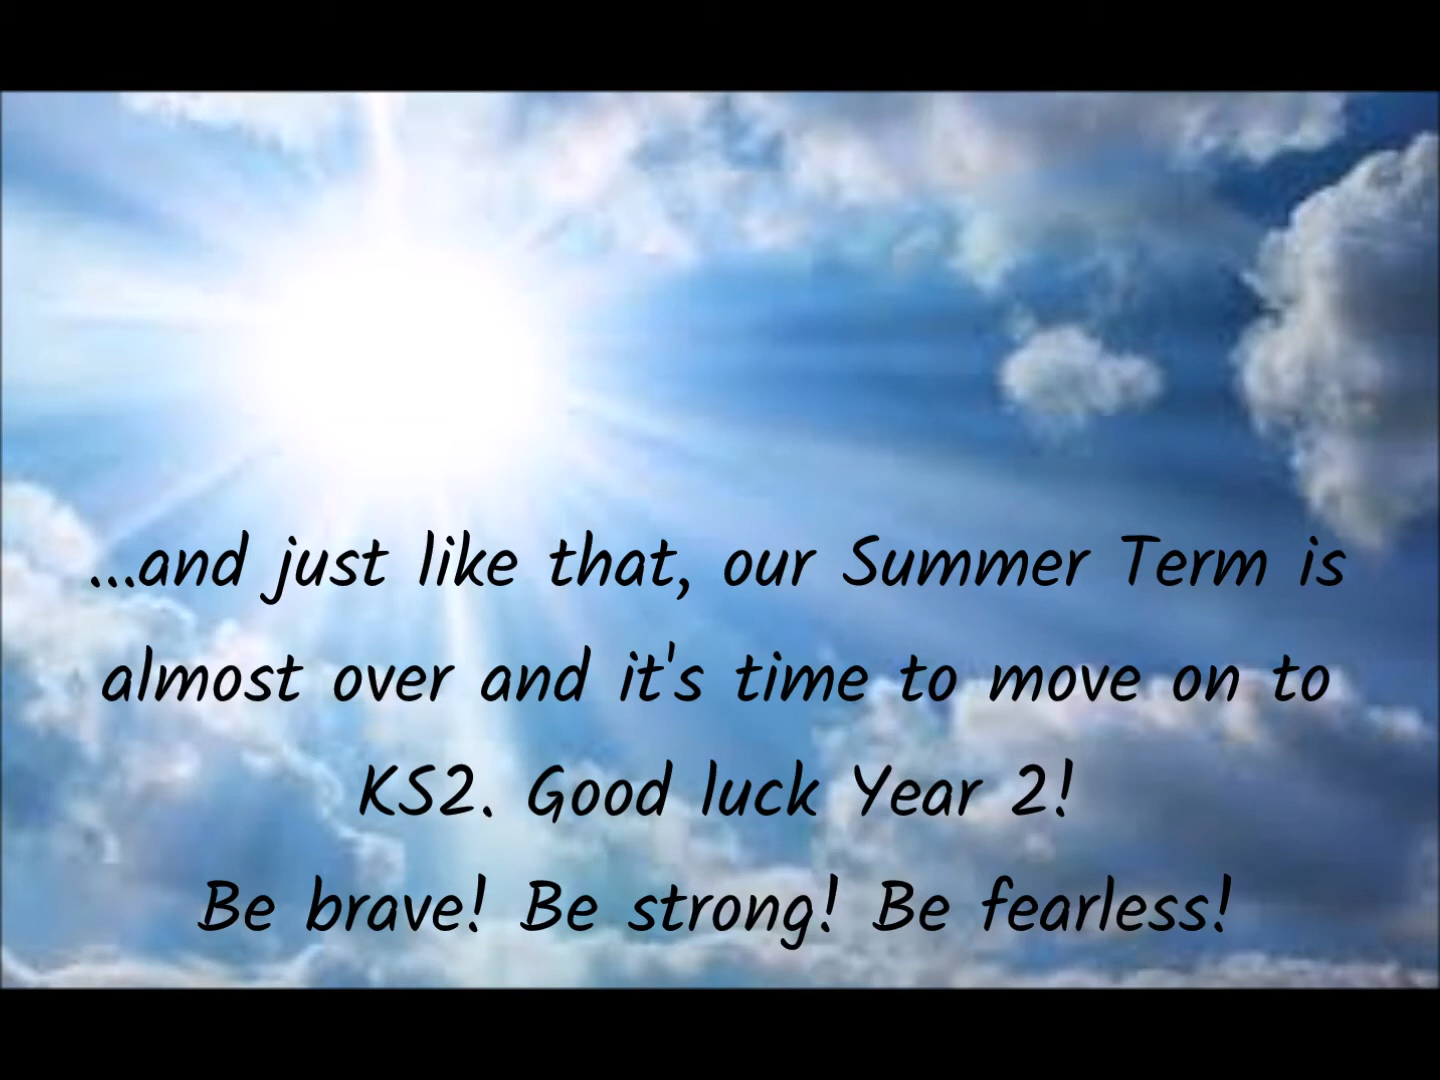 ...and just like that, our Summer Term is
almost over and it's time to move on to
KS2. Good luck Year 2!
Be brave! Be strong! Be fearless!